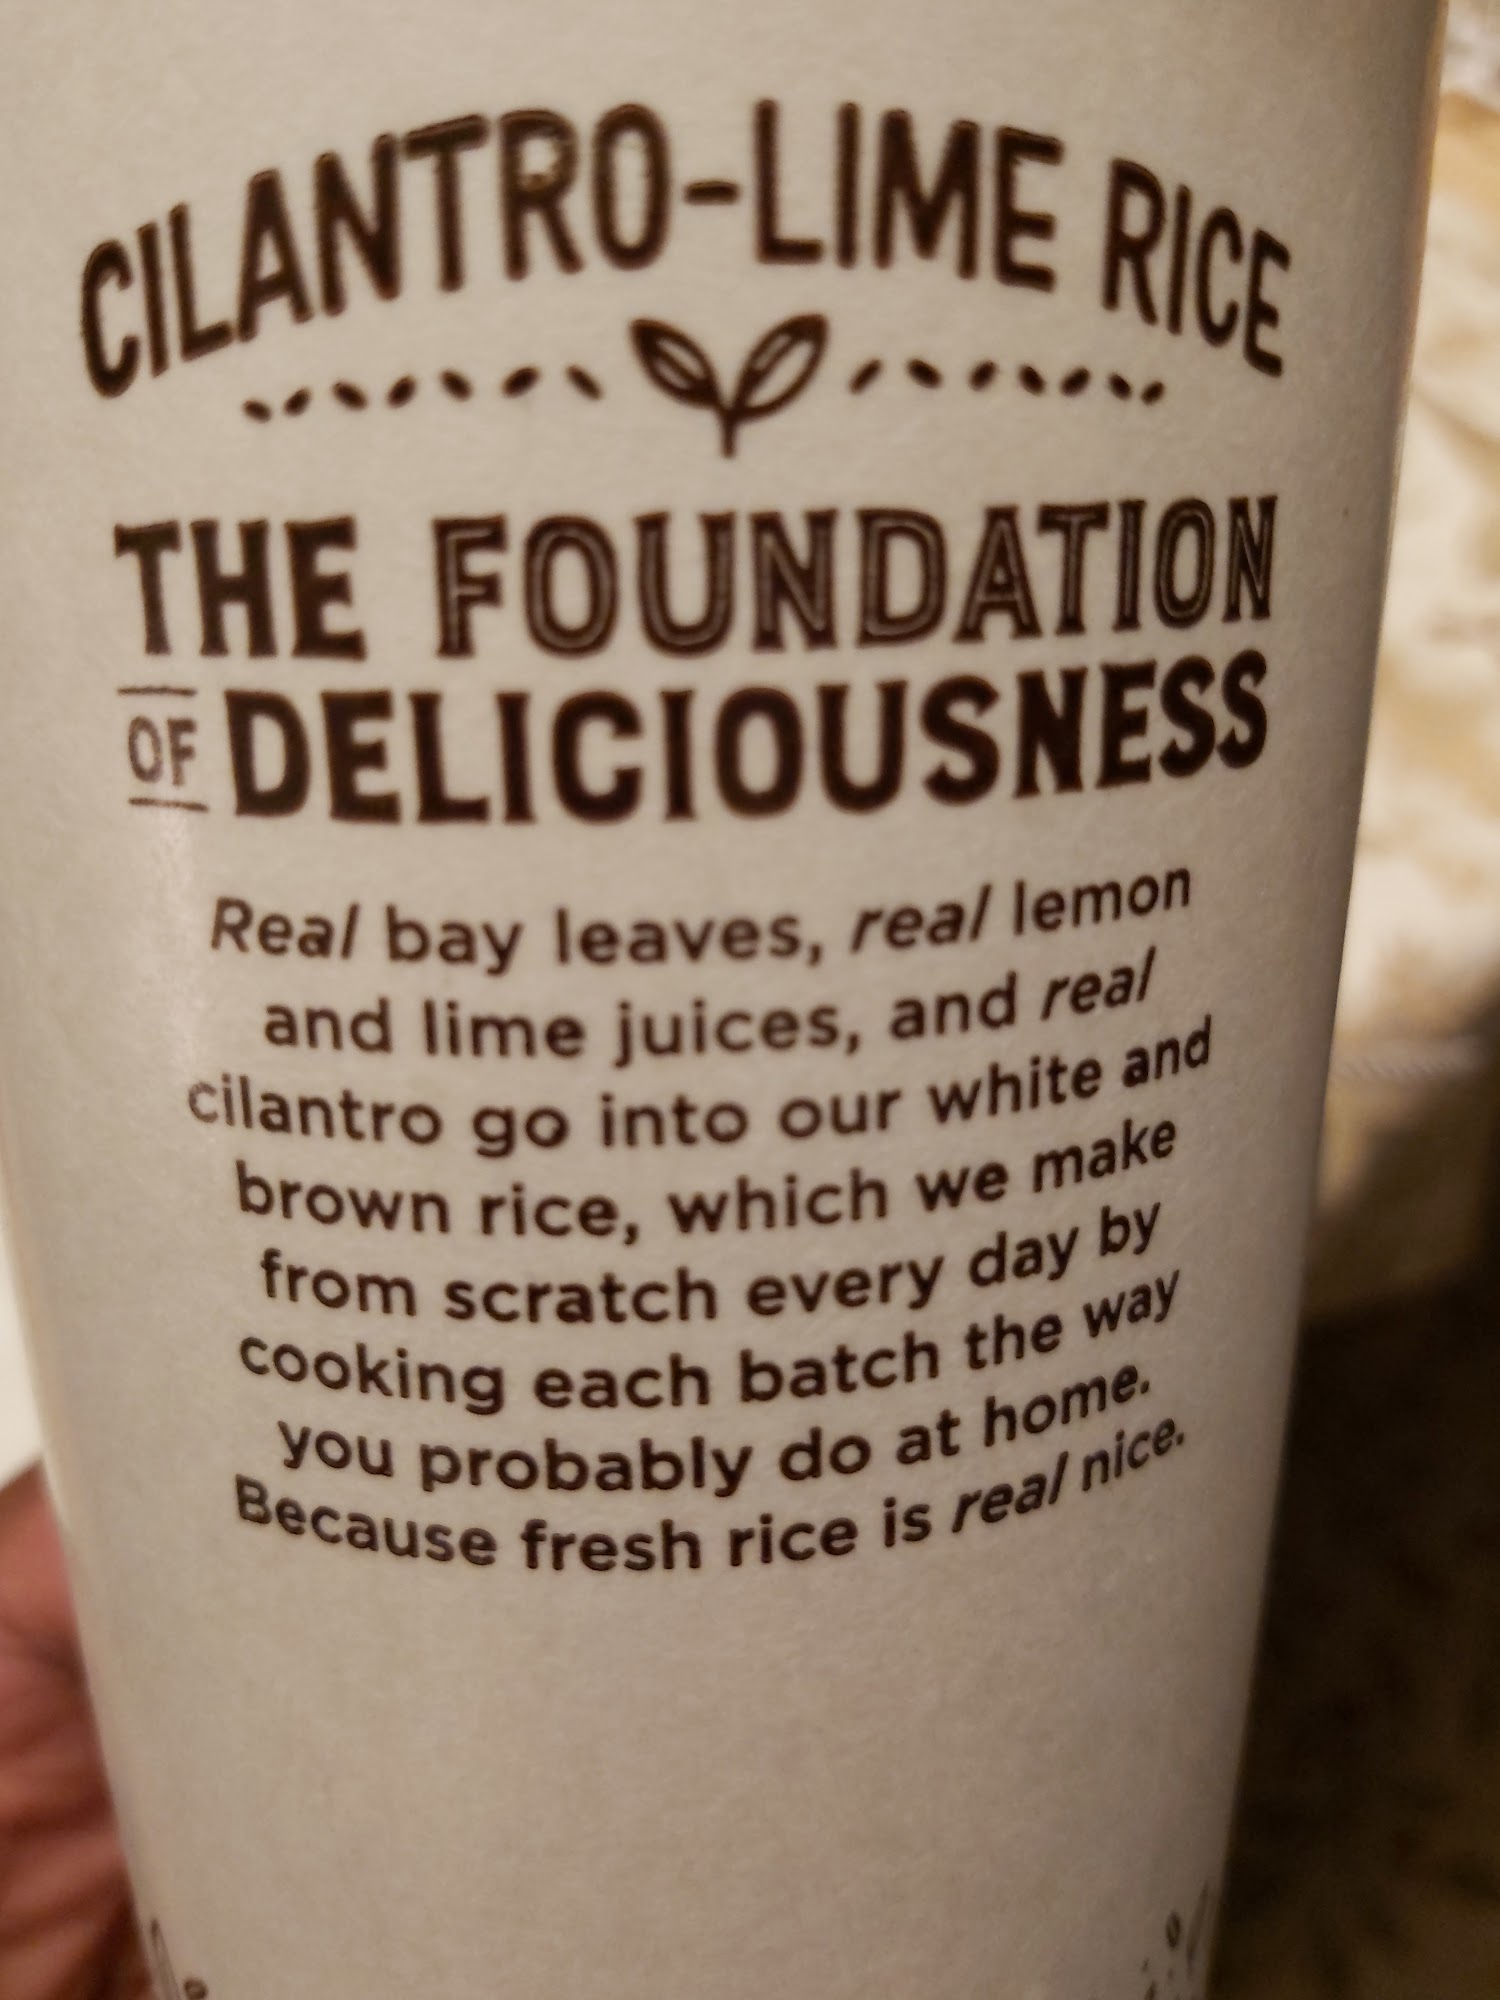 CILANTRO-LIME RICE
THE FOUNDATION
OF DELICIOUSNESS
Real bay leaves, real lemon
and lime juices, and real
cilantro go into our white and
brown rice, which we make
from scratch every day by
cooking each batch the way
you probably do at home.
Because fresh rice is real nice.